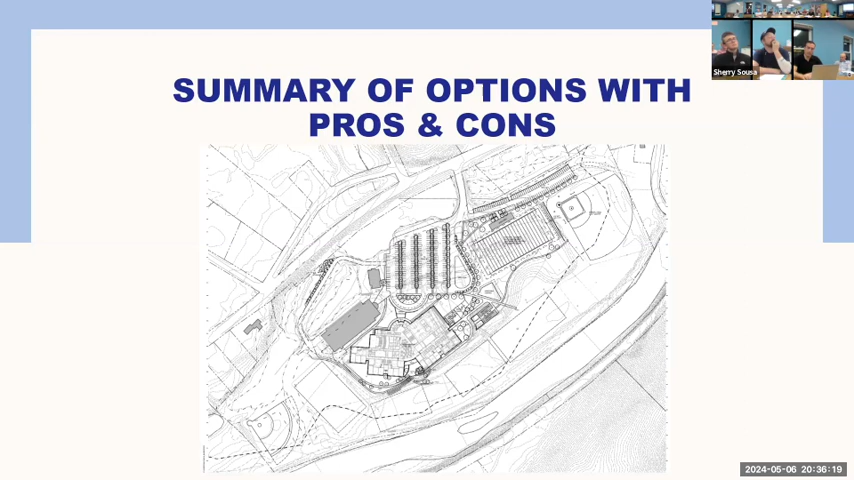 Sherry Sousa
SUMMARY OF OPTIONS WITH
PROS & CONS
2024-05-06 20:36:19